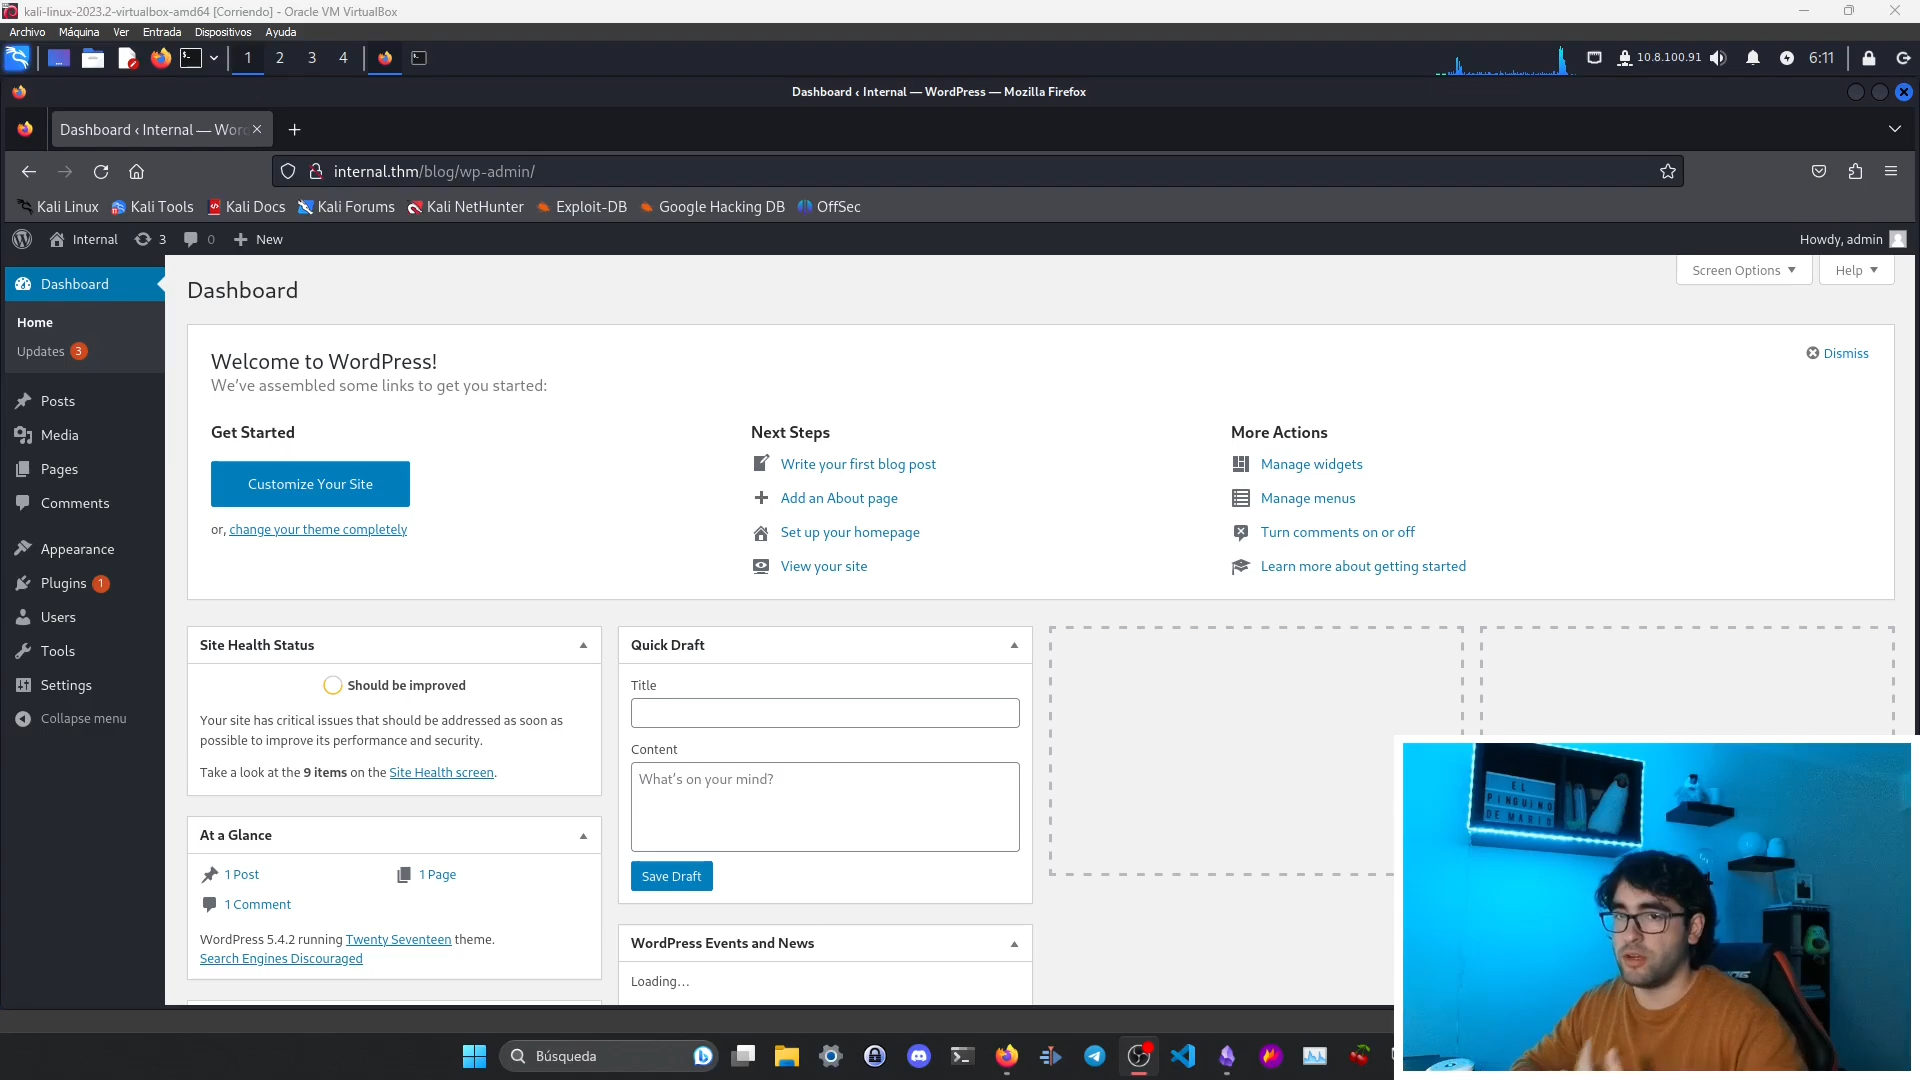 kali-linux-2023.2-virtualbox-amd64 [Corriendo] - Oracle VM VirtualBox
Archivo Máquina Ver Entrada Dispositivos Ayuda
1 2 3 4 10.8.100.91 6:11
Dashboard ‹ Internal — WordPress — Mozilla Firefox
Dashboard ‹ Internal — Word
internal.thm/blog/wp-admin/
Kali Linux Kali Tools Kali Docs Kali Forums Kali NetHunter Exploit-DB Google Hacking DB OffSec
Internal 3 0 New Howdy, admin
Screen Options Help
Dashboard
Home
Updates 3
Posts
Media
Pages
Comments
Appearance
Plugins 1
Users
Tools
Settings
Collapse menu
Dashboard
Welcome to WordPress!
Dismiss
We've assembled some links to get you started:
Get Started
Customize Your Site
or, change your theme completely
Next Steps
Write your first blog post
Add an About page
Set up your homepage
View your site
More Actions
Manage widgets
Manage menus
Turn comments on or off
Learn more about getting started
Site Health Status
Should be improved
Your site has critical issues that should be addressed as soon as
possible to improve its performance and security.
Take a look at the 9 items on the Site Health screen.
At a Glance
1 Post 1 Page
1 Comment
WordPress 5.4.2 running Twenty Seventeen theme.
Search Engines Discouraged
Quick Draft
Title
Content
What's on your mind?
Save Draft
WordPress Events and News
Loading…
EL
PINGUINO
DE MARIO
Búsqueda